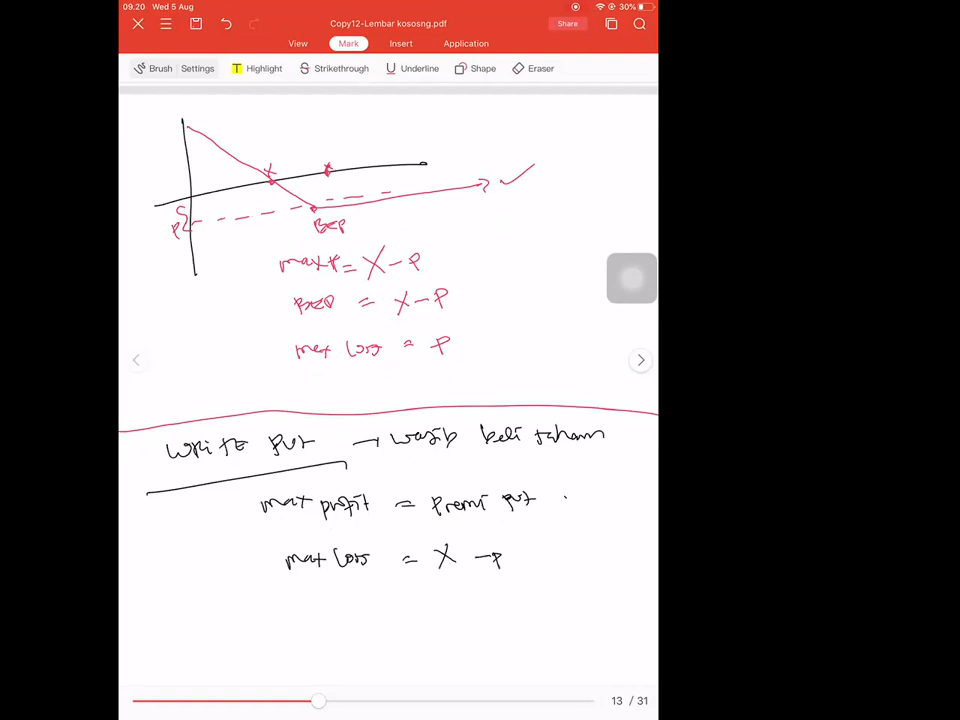 09.20 Wed 5 Aug 30%
Copy12-Lembar kososng.pdf Share
View Mark Insert Application
Brush Settings T Highlight S Strikethrough U Underline Shape Eraser
X
P
BEP
max P = X - P
BEP = X - P
max loss = P
write put → wajib beli saham
max profit = premi put
max loss = X - P
13 / 31